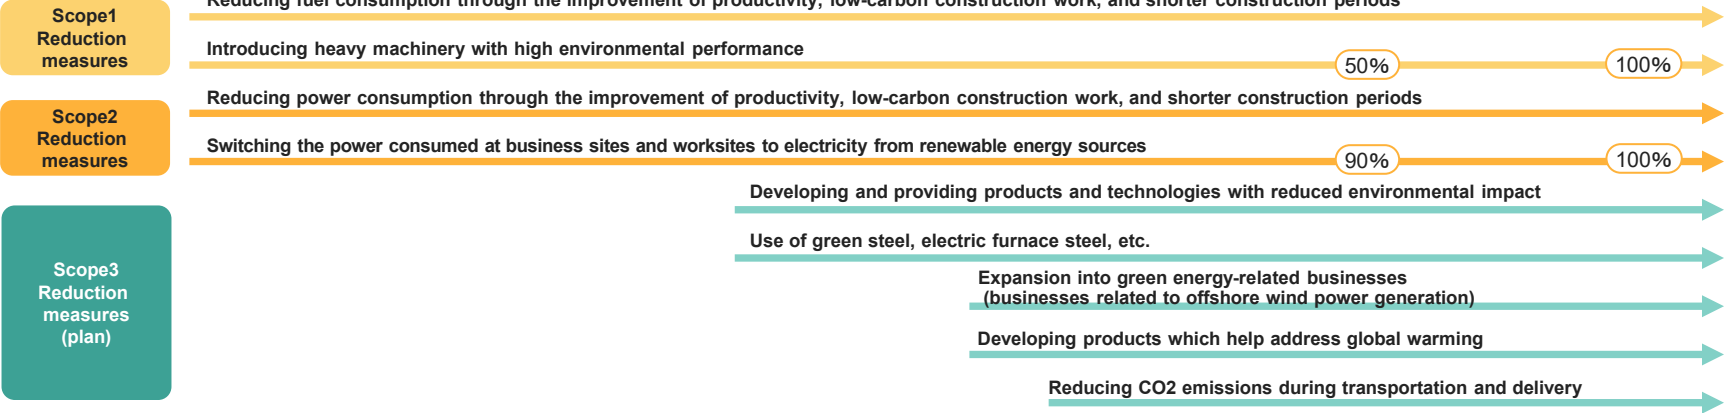 Reducing fuel consumption through the improvement of productivity, low-carbon construction work, and shorter construction periods
Scope1
Reduction
measures
Introducing heavy machinery with high environmental performance
50%
100%
Reducing power consumption through the improvement of productivity, low-carbon construction work, and shorter construction periods
Scope2
Reduction
measures
Switching the power consumed at business sites and worksites to electricity from renewable energy sources
90%
100%
Developing and providing products and technologies with reduced environmental impact
Use of green steel, electric furnace steel, etc.
Scope3
Reduction
measures
(plan)
Expansion into green energy-related businesses
(businesses related to offshore wind power generation)
Developing products which help address global warming
Reducing CO2 emissions during transportation and delivery